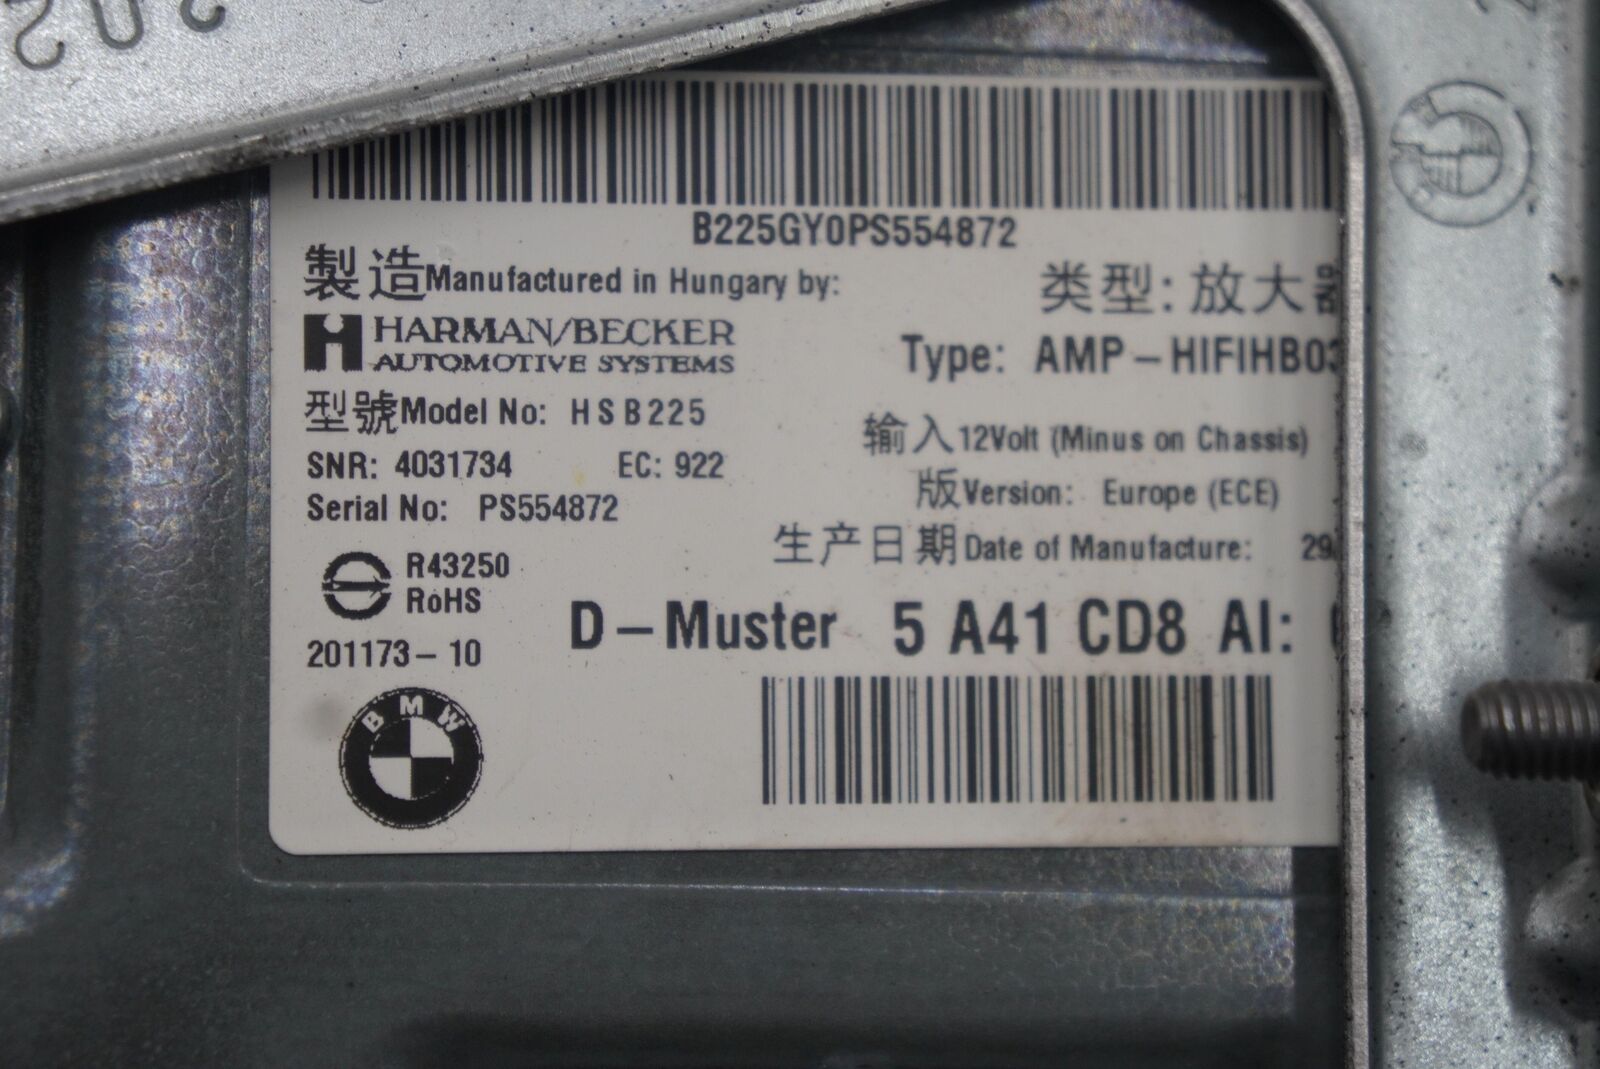 B225GY0PS554872
製造Manufactured in Hungary by:
HARMAN/BECKER
AUTOMOTIVE SYSTEMS
型號Model No: HSB225
SNR: 4031734 EC: 922
Serial No: PS554872
R43250
RoHS
201173-10
BMW
类型: 放大器
Type: AMP-HIFIHB03
输入12Volt (Minus on Chassis)
版Version: Europe (ECE)
生产日期Date of Manufacture: 29
D-Muster 5 A41 CD8 AI: